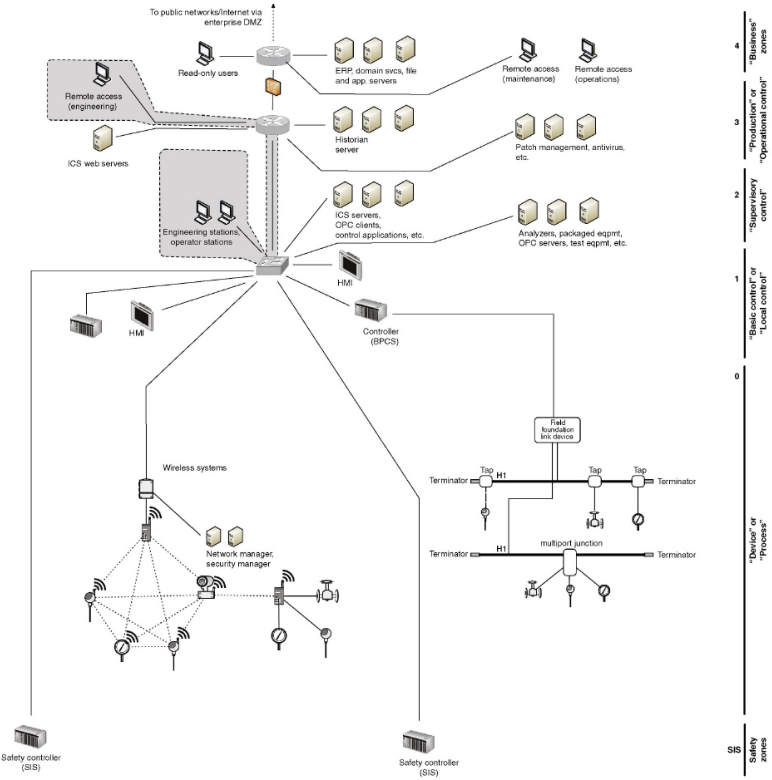 To public networks/Internet via
enterprise DMZ
Read-only users
ERP, domain svcs, file
and app. servers
Remote access
(maintenance)
Remote access
(operations)
4
"Business"
zones
Remote access
(engineering)
ICS web servers
Historian
server
Patch management, antivirus,
etc.
3
"Production" or
"Operational control"
Engineering stations,
operator stations
ICS servers,
OPC clients,
control applications, etc.
Analyzers, packaged eqpmt,
OPC servers, test eqpmt, etc.
2
"Supervisory
control"
HMI
HMI
Controller
(BPCS)
1
"Basic control" or
"Local control"
0
Field
foundation
link device
Wireless systems
Network manager,
security manager
Terminator
Tap
H1
Tap
Tap
Terminator
Terminator
H1
multiport junction
Terminator
"Device" or
"Process"
Safety controller
(SIS)
Safety controller
(SIS)
SIS
Safety
zones